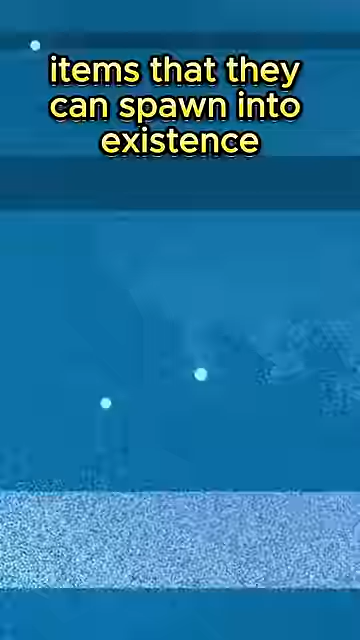 items that they
can spawn into
existence